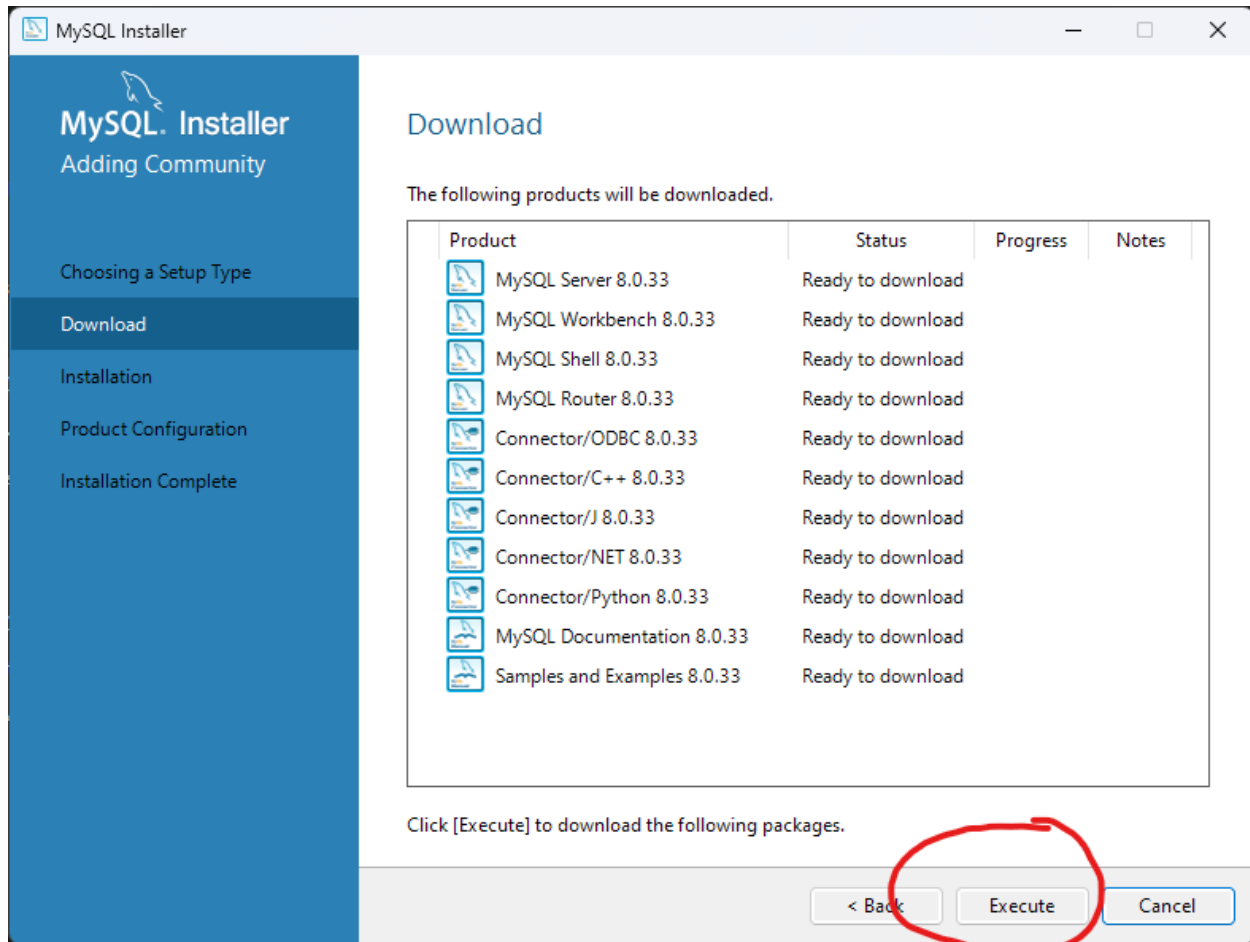 MySQL Installer
MySQL. Installer
Adding Community
Choosing a Setup Type
Download
Installation
Product Configuration
Installation Complete
Download
The following products will be downloaded.
Product Status Progress Notes
MySQL Server 8.0.33 Ready to download
MySQL Workbench 8.0.33 Ready to download
MySQL Shell 8.0.33 Ready to download
MySQL Router 8.0.33 Ready to download
Connector/ODBC 8.0.33 Ready to download
Connector/C++ 8.0.33 Ready to download
Connector/J 8.0.33 Ready to download
Connector/NET 8.0.33 Ready to download
Connector/Python 8.0.33 Ready to download
MySQL Documentation 8.0.33 Ready to download
Samples and Examples 8.0.33 Ready to download
Click [Execute] to download the following packages.
< Back Execute Cancel